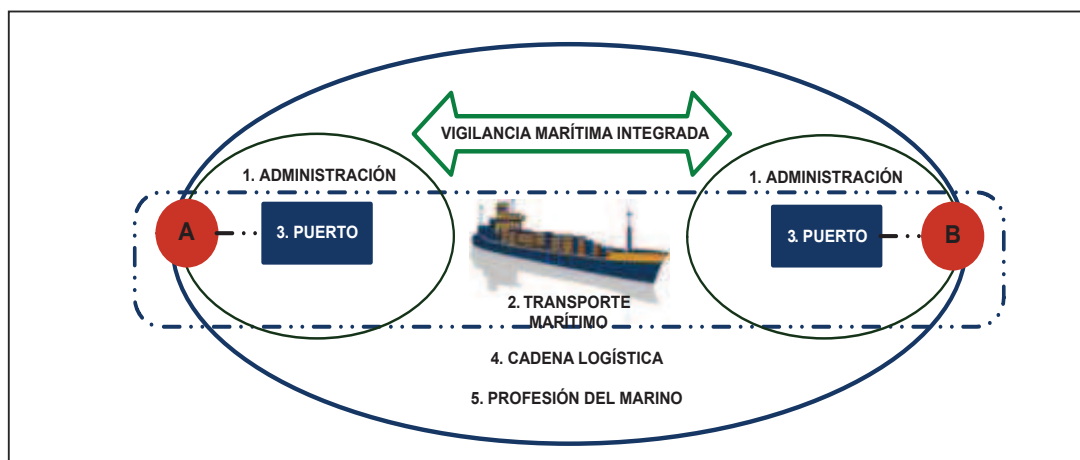 VIGILANCIA MARÍTIMA INTEGRADA
1. ADMINISTRACIÓN
1. ADMINISTRACIÓN
A
3. PUERTO
3. PUERTO
B
2. TRANSPORTE
MARÍTIMO
4. CADENA LOGÍSTICA
5. PROFESIÓN DEL MARINO